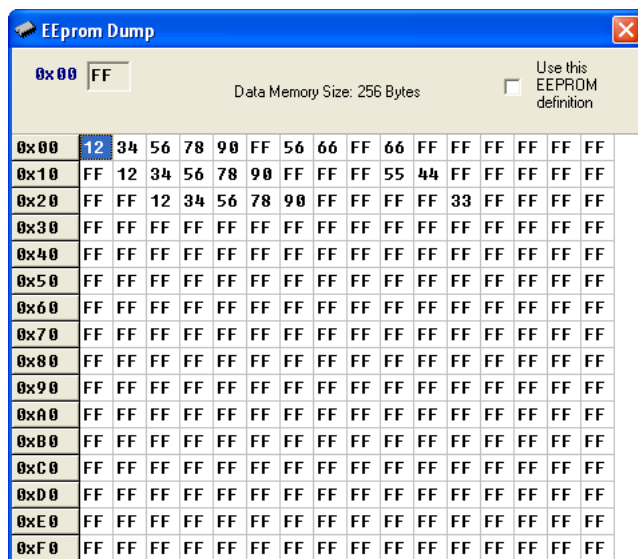 EEprom Dump
0x00 FF
Data Memory Size: 256 Bytes
Use this
EEPROM
definition
0x00 12 34 56 78 90 FF 56 66 FF 66 FF FF FF FF FF FF
0x10 FF 12 34 56 78 90 FF FF FF 55 44 FF FF FF FF FF
0x20 FF FF 12 34 56 78 90 FF FF FF FF 33 FF FF FF FF
0x30 FF FF FF FF FF FF FF FF FF FF FF FF FF FF FF FF
0x40 FF FF FF FF FF FF FF FF FF FF FF FF FF FF FF FF
0x50 FF FF FF FF FF FF FF FF FF FF FF FF FF FF FF FF
0x60 FF FF FF FF FF FF FF FF FF FF FF FF FF FF FF FF
0x70 FF FF FF FF FF FF FF FF FF FF FF FF FF FF FF FF
0x80 FF FF FF FF FF FF FF FF FF FF FF FF FF FF FF FF
0x90 FF FF FF FF FF FF FF FF FF FF FF FF FF FF FF FF
0xA0 FF FF FF FF FF FF FF FF FF FF FF FF FF FF FF FF
0xB0 FF FF FF FF FF FF FF FF FF FF FF FF FF FF FF FF
0xC0 FF FF FF FF FF FF FF FF FF FF FF FF FF FF FF FF
0xD0 FF FF FF FF FF FF FF FF FF FF FF FF FF FF FF FF
0xE0 FF FF FF FF FF FF FF FF FF FF FF FF FF FF FF FF
0xF0 FF FF FF FF FF FF FF FF FF FF FF FF FF FF FF FF